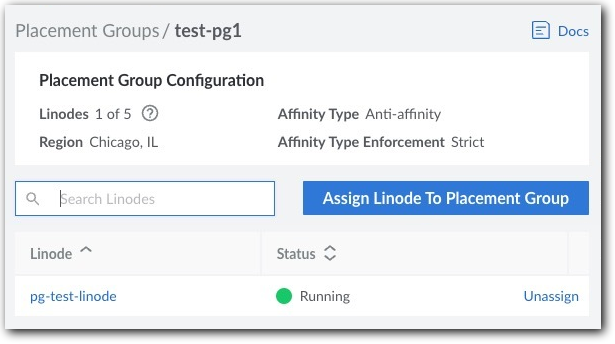 Placement Groups / test-pg1
Docs
Placement Group Configuration
Linodes 1 of 5 ?
Affinity Type Anti-affinity
Region Chicago, IL
Affinity Type Enforcement Strict
Search Linodes
Assign Linode To Placement Group
Linode
Status
pg-test-linode
Running
Unassign